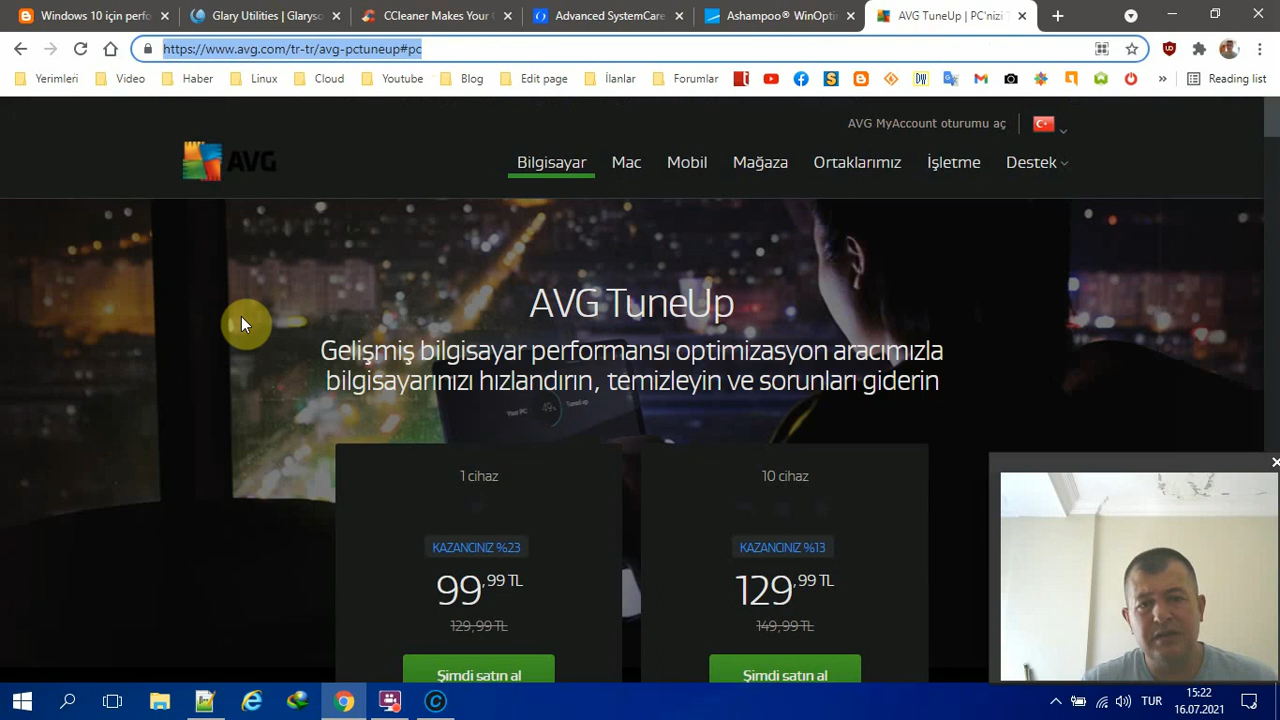 Windows 10 için perfo
Glary Utilities | Glaryso
CCleaner Makes Your
Advanced SystemCare
Ashampoo® WinOpti
AVG TuneUp | PC'nizi
https://www.avg.com/tr-tr/avg-pctuneup#pc
Yerimleri
Video
Haber
Linux
Cloud
Youtube
Blog
Edit page
İlanlar
Forumlar
Reading list
AVG MyAccount oturumu aç
AVG
Bilgisayar
Mac
Mobil
Mağaza
Ortaklarımız
İşletme
Destek
AVG TuneUp
Gelişmiş bilgisayar performansı optimizasyon aracımızla
bilgisayarınızı hızlandırın, temizleyin ve sorunları giderin
1 cihaz
KAZANCINIZ %23
99,99 TL
129,99 TL
Şimdi satın al
10 cihaz
KAZANCINIZ %13
129,99 TL
149,99 TL
Şimdi satın al
TUR
15:22
16.07.2021